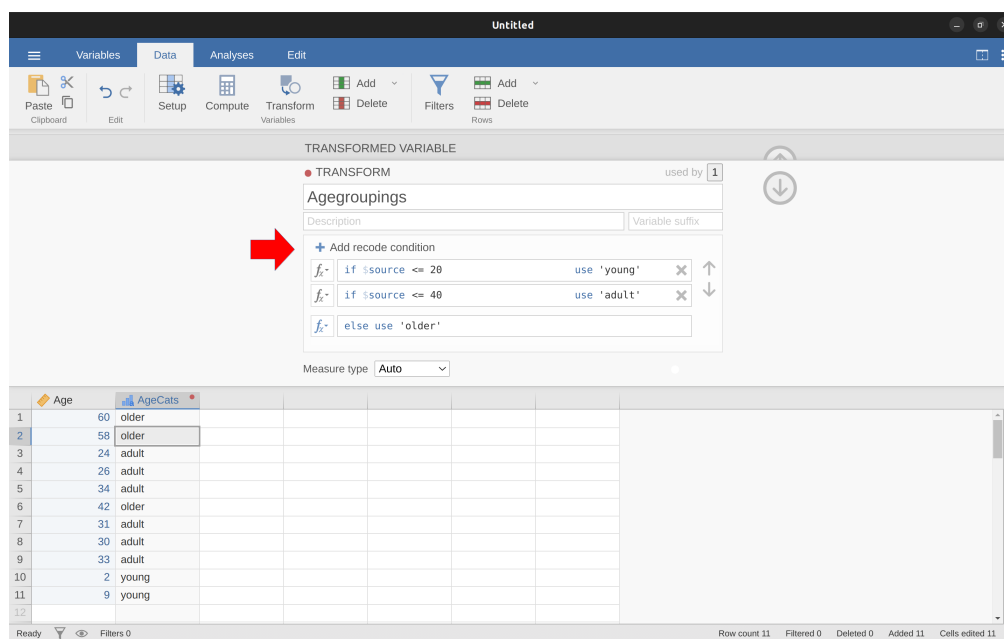 Untitled
Variables Data Analyses Edit
Paste Setup Compute Transform Add Delete Filters Add Delete
Clipboard Edit Variables Rows
TRANSFORMED VARIABLE
TRANSFORM used by 1
Agegroupings
Description Variable suffix
+ Add recode condition
fx if $source <= 20 use 'young'
fx if $source <= 40 use 'adult'
fx else use 'older'
Measure type Auto
Age AgeCats
1 60 older
2 58 older
3 24 adult
4 26 adult
5 34 adult
6 42 older
7 31 adult
8 30 adult
9 33 adult
10 2 young
11 9 young
12
Ready Filters 0 Row count 11 Filtered 0 Deleted 0 Added 11 Cells edited 11